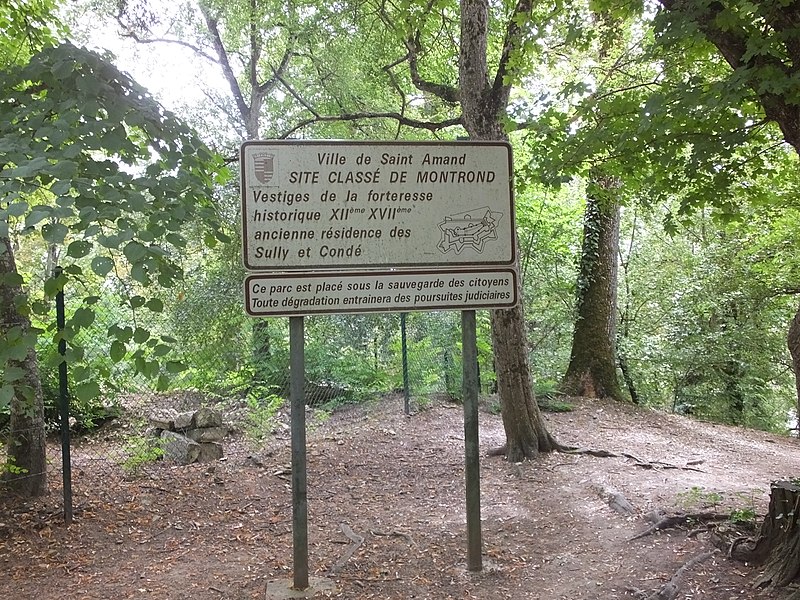 Ville de Saint Amand
SITE CLASSÉ DE MONTROND
Vestiges de la forteresse
historique XIIème XVIIème
ancienne résidence des
Sully et Condé
Ce parc est placé sous la sauvegarde des citoyens
Toute dégradation entrainera des poursuites judiciaires